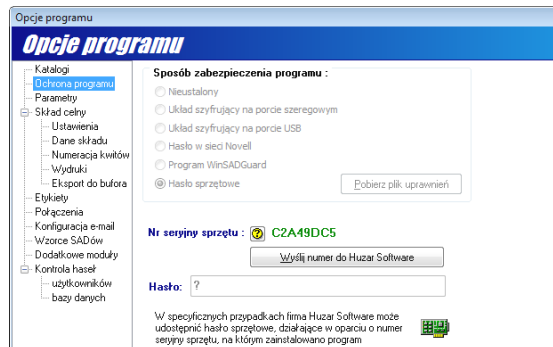 Opcje programu
Opcje programu
Katalogi
Ochrona programu
Parametry
Skład celny
Ustawienia
Dane składu
Numeracja kwitów
Wydruki
Eksport do bufora
Etykiety
Połączenia
Konfiguracja e-mail
Wzorce SADów
Dodatkowe moduły
Kontrola haseł
użytkowników
bazy danych
Sposób zabezpieczenia programu :
Nieustalony
Układ szyfrujący na porcie szeregowym
Układ szyfrujący na porcie USB
Hasło w sieci Novell
Program WinSADGuard
Hasło sprzętowe
Pobierz plik uprawnień
Nr seryjny sprzętu : ? C2A49DC5
Wyślij numer do Huzar Software
Hasło: ?
W specyficznych przypadkach firma Huzar Software może
udostępnić hasło sprzętowe, działające w oparciu o numer
seryjny sprzętu, na którym zainstalowano program